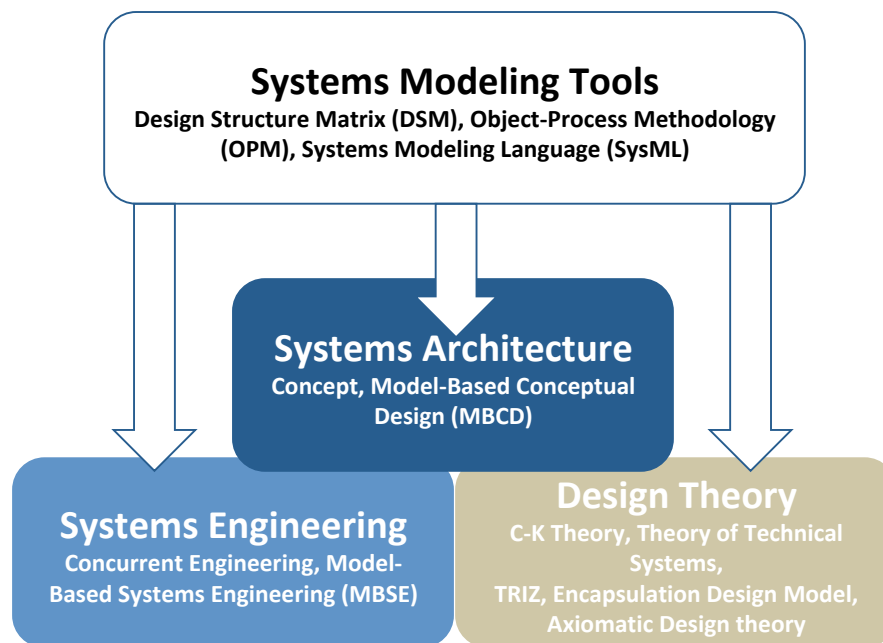 Systems Modeling Tools
Design Structure Matrix (DSM), Object-Process Methodology
(OPM), Systems Modeling Language (SysML)
Systems Architecture
Concept, Model-Based Conceptual
Design (MBCD)
Systems Engineering
Concurrent Engineering, Model-
Based Systems Engineering (MBSE)
Design Theory
C-K Theory, Theory of Technical
Systems,
TRIZ, Encapsulation Design Model,
Axiomatic Design theory